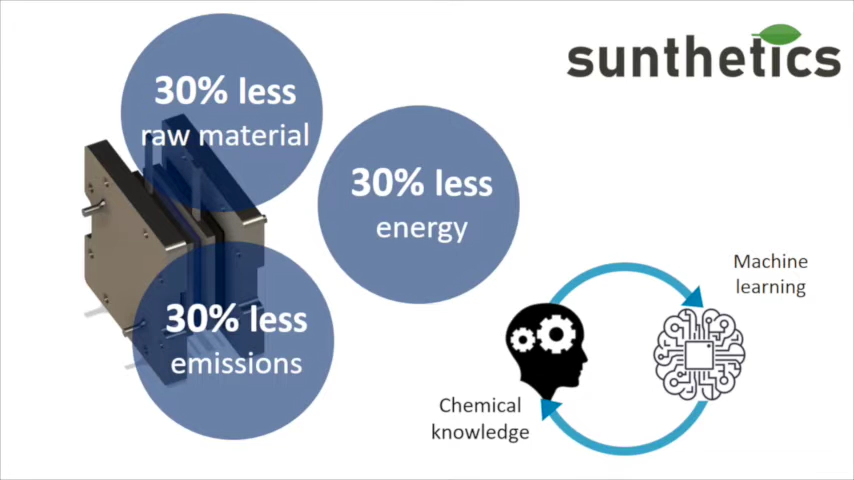 sunthetics
30% less
raw material
30% less
energy
30% less
emissions
Machine
learning
Chemical
knowledge